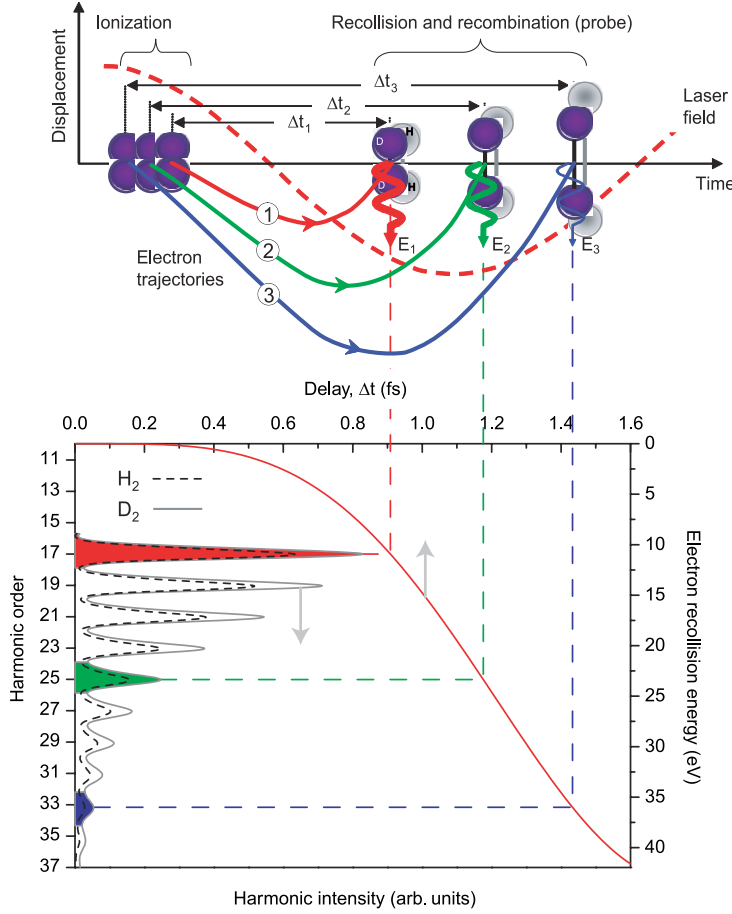 Ionization
Recollision and recombination (probe)
Displacement
Δt3
Δt2
Δt1
Laser
field
D
H
D
H
Time
1
2
3
E1
E2
E3
Electron
trajectories
Delay, Δt (fs)
0.0 0.2 0.4 0.6 0.8 1.0 1.2 1.4 1.6
Harmonic order
11
13
15
17
19
21
23
25
27
29
31
33
35
37
H2
D2
0
5
10
15
20
25
30
35
40
Electron recollision energy (eV)
Harmonic intensity (arb. units)